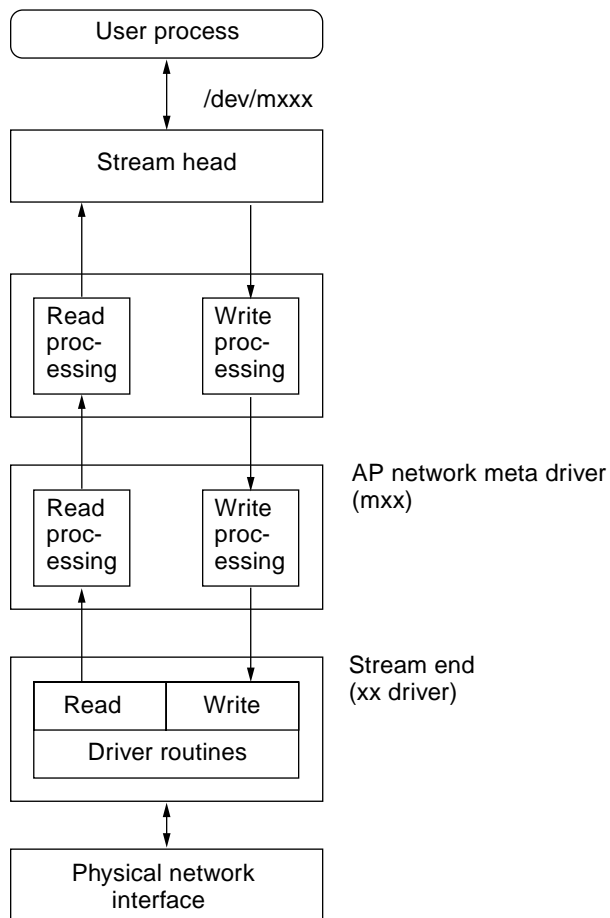 User process
/dev/mxxx
Stream head
Read
proc-
essing
Write
proc-
essing
AP network meta driver
(mxx)
Read
proc-
essing
Write
proc-
essing
Stream end
(xx driver)
Read
Write
Driver routines
Physical network
interface